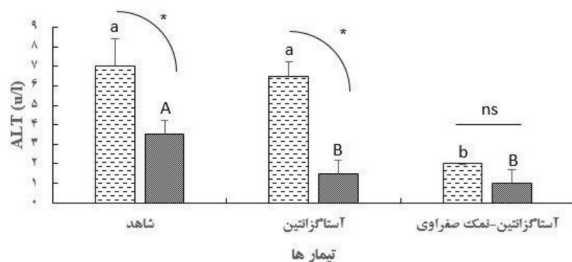 ALT (u/l)
۹
۸
۷
۶
۵
۴
۳
۲
۱
۰
a
*
A
a
*
B
ns
b
B
شاهد
آستاگزانتین
آستاگزانتین-نمک صفراوی
تیمار ها